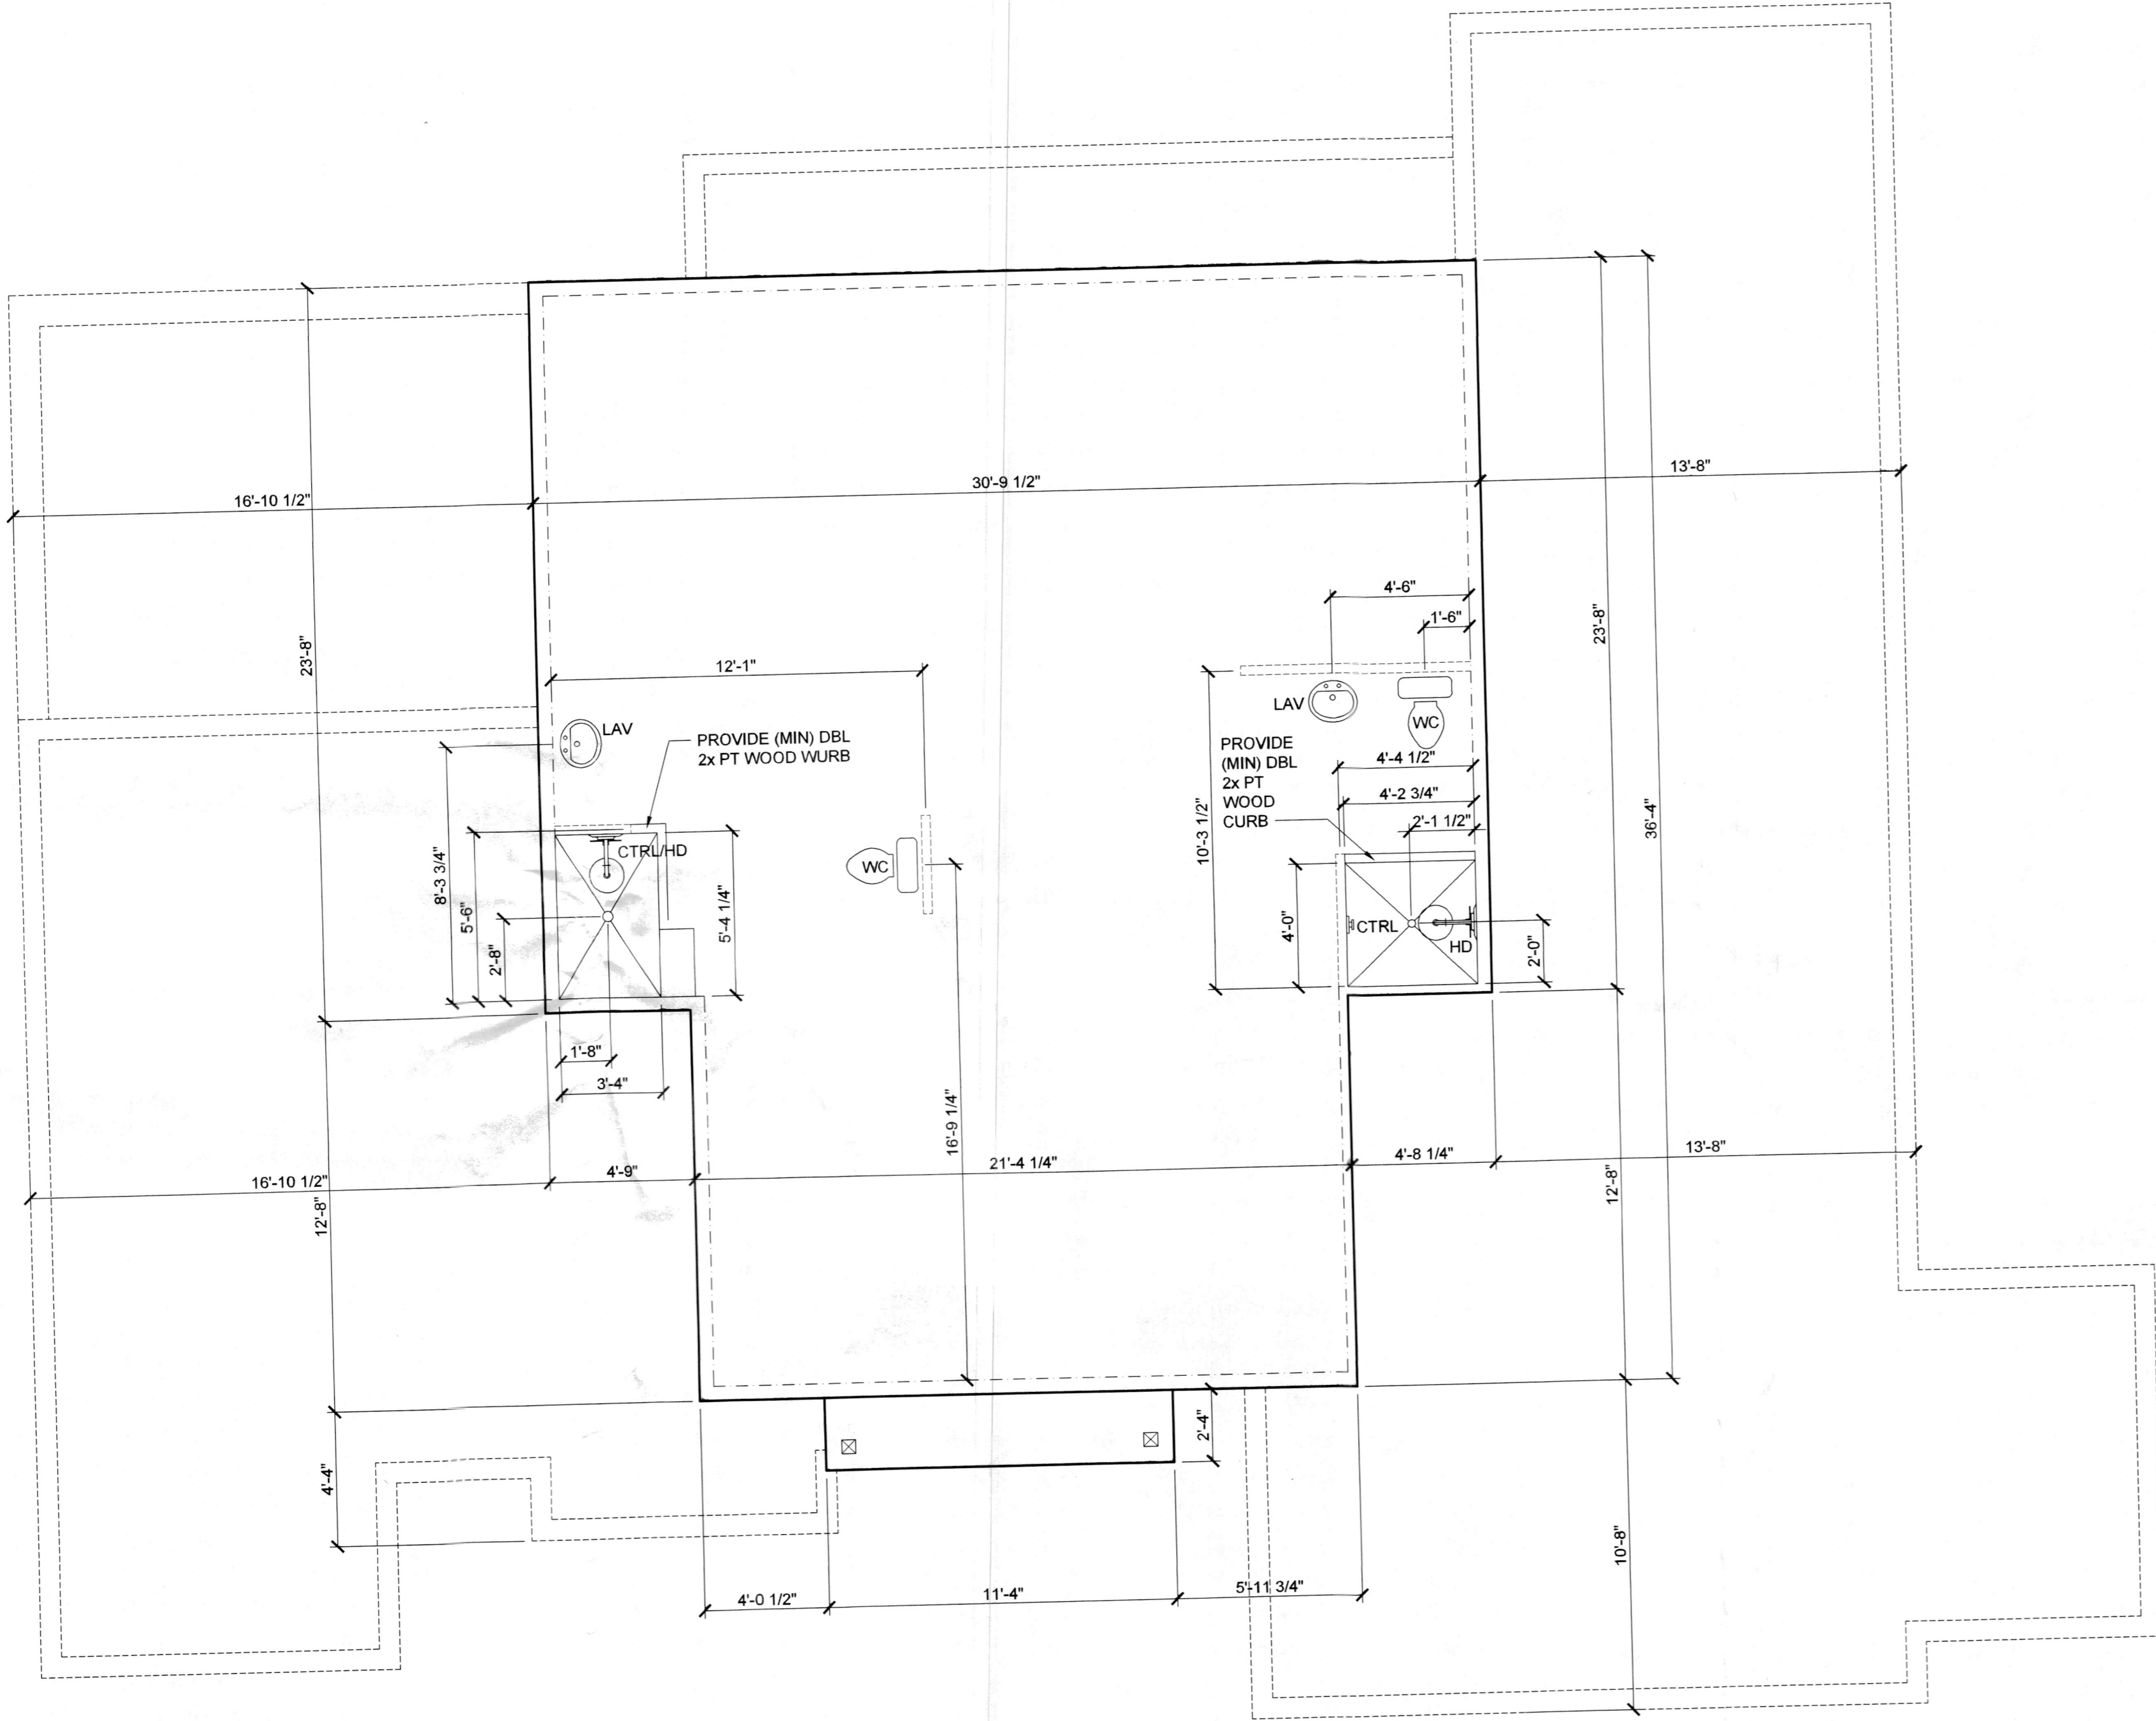 16'-10 1/2"
30'-9 1/2"
13'-8"
23'-8"
4'-6"
1'-6"
23'-8"
36'-4"
12'-1"
LAV
PROVIDE (MIN) DBL
2x PT WOOD WURB
8'-3 3/4"
5'-6"
2'-8"
CTRL/HD
5'-4 1/4"
WC
LAV
WC
PROVIDE
(MIN) DBL
2x PT
WOOD
CURB
10'-3 1/2"
4'-4 1/2"
4'-2 3/4"
2'-1 1/2"
4'-0"
CTRL
HD
2'-0"
1'-8"
3'-4"
16'-9 1/4"
16'-10 1/2"
4'-9"
21'-4 1/4"
4'-8 1/4"
13'-8"
12'-8"
12'-8"
2'-4"
4'-4"
10'-8"
4'-0 1/2"
11'-4"
5'-11 3/4"